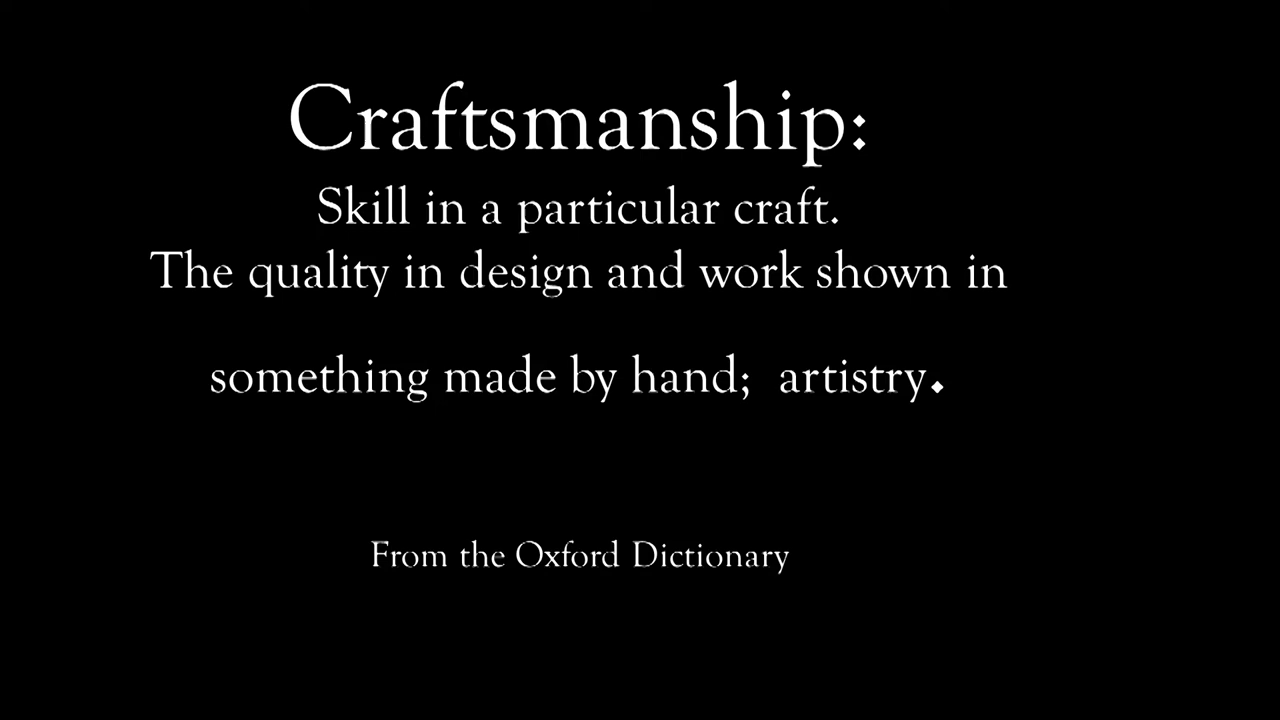 Craftsmanship:
Skill in a particular craft.
The quality in design and work shown in
something made by hand;  artistry.
From the Oxford Dictionary